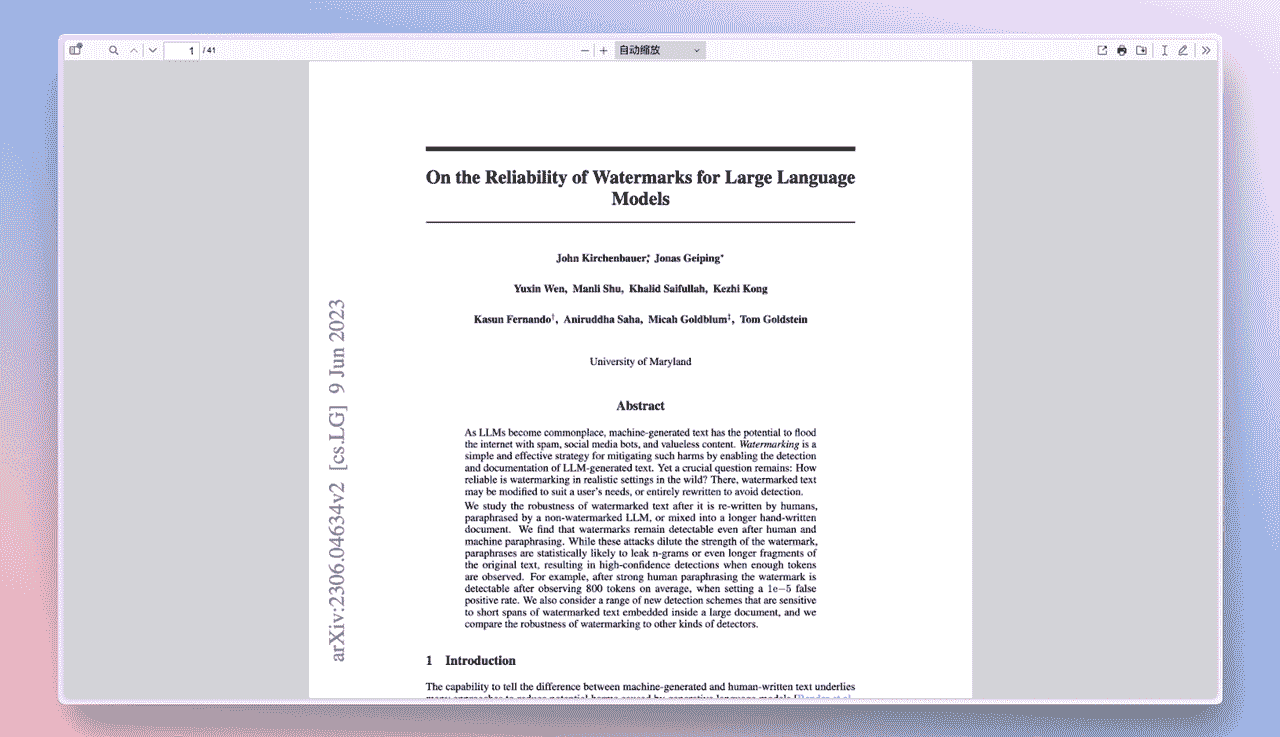 1 / 41
自动缩放
On the Reliability of Watermarks for Large Language
Models
John Kirchenbauer,* Jonas Geiping*
Yuxin Wen, Manli Shu, Khalid Saifullah, Kezhi Kong
Kasun Fernando†, Aniruddha Saha, Micah Goldblum‡, Tom Goldstein
University of Maryland
arXiv:2306.04634v2 [cs.LG] 9 Jun 2023
Abstract
As LLMs become commonplace, machine-generated text has the potential to flood
the internet with spam, social media bots, and valueless content. Watermarking is a
simple and effective strategy for mitigating such harms by enabling the detection
and documentation of LLM-generated text. Yet a crucial question remains: How
reliable is watermarking in realistic settings in the wild? There, watermarked text
may be modified to suit a user's needs, or entirely rewritten to avoid detection.
We study the robustness of watermarked text after it is re-written by humans,
paraphrased by a non-watermarked LLM, or mixed into a longer hand-written
document. We find that watermarks remain detectable even after human and
machine paraphrasing. While these attacks dilute the strength of the watermark,
paraphrases are statistically likely to leak n-grams or even longer fragments of
the original text, resulting in high-confidence detections when enough tokens
are observed. For example, after strong human paraphrasing the watermark is
detectable after observing 800 tokens on average, when setting a 1e−5 false
positive rate. We also consider a range of new detection schemes that are sensitive
to short spans of watermarked text embedded inside a large document, and we
compare the robustness of watermarking to other kinds of detectors.
1 Introduction
The capability to tell the difference between machine-generated and human-written text underlies